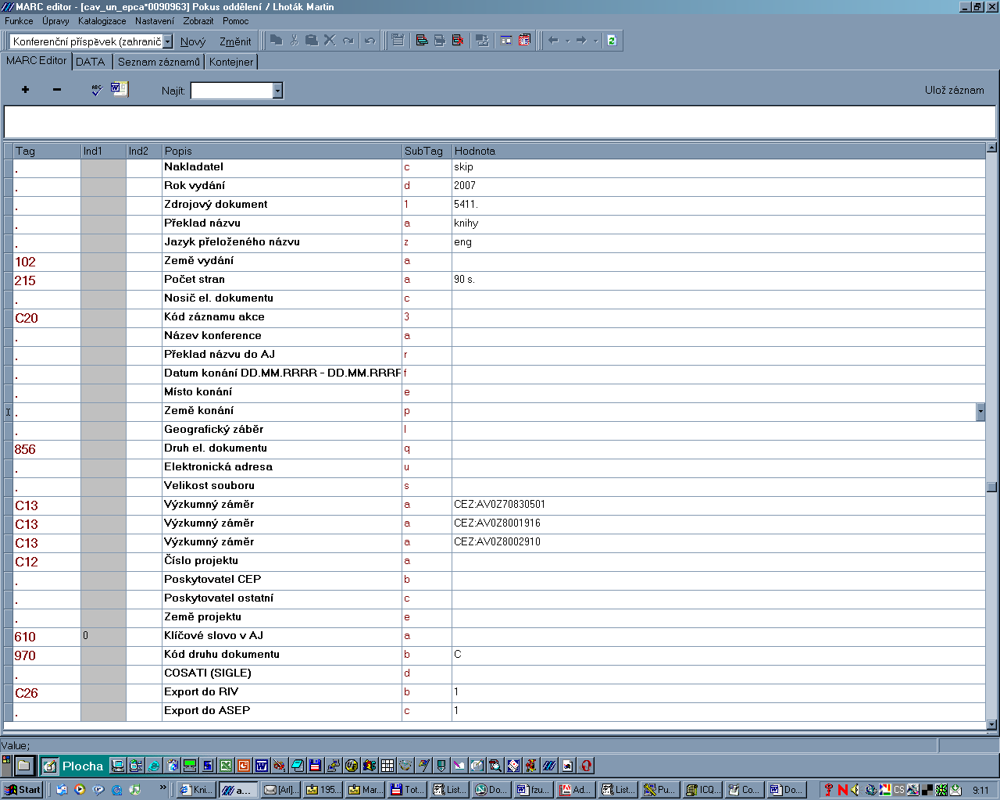 MARC editor - [cav_un_epca*0090963] Pokus oddělení / Lhoták Martin
Funkce Úpravy Katalogizace Nastavení Zobrazit Pomoc
Konferenční příspěvek (zahranič Nový Změnit
MARC Editor DATA Seznam záznamů Kontejner
+ - ABC W Najít: Ulož záznam
Tag Ind1 Ind2 Popis SubTag Hodnota
. Nakladatel c skip
. Rok vydání d 2007
. Zdrojový dokument 1 5411.
. Překlad názvu a knihy
. Jazyk přeloženého názvu z eng
102 Země vydání a
215 Počet stran a 90 s.
. Nosič el. dokumentu c
C20 Kód záznamu akce 3
. Název konference a
. Překlad názvu do AJ r
. Datum konání DD.MM.RRRR - DD.MM.RRRF f
. Místo konání e
. Země konání p
. Geografický záběr l
856 Druh el. dokumentu q
. Elektronická adresa u
. Velikost souboru s
C13 Výzkumný záměr a CEZ:AV0Z70830501
C13 Výzkumný záměr a CEZ:AV0Z8001916
C13 Výzkumný záměr a CEZ:AV0Z8002910
C12 Číslo projektu a
. Poskytovatel CEP b
. Poskytovatel ostatní c
. Země projektu e
610 0 Klíčové slovo v AJ a
970 Kód druhu dokumentu b C
. COSATI (SIGLE) d
C26 Export do RIV b 1
. Export do ASEP c 1
Value;
Plocha
Start » Kni... a... [Arl]... 195... Mar... Tot... List... Do... fzu... Ad... List... Pu... ICQ... Co... Do... CS 9:11